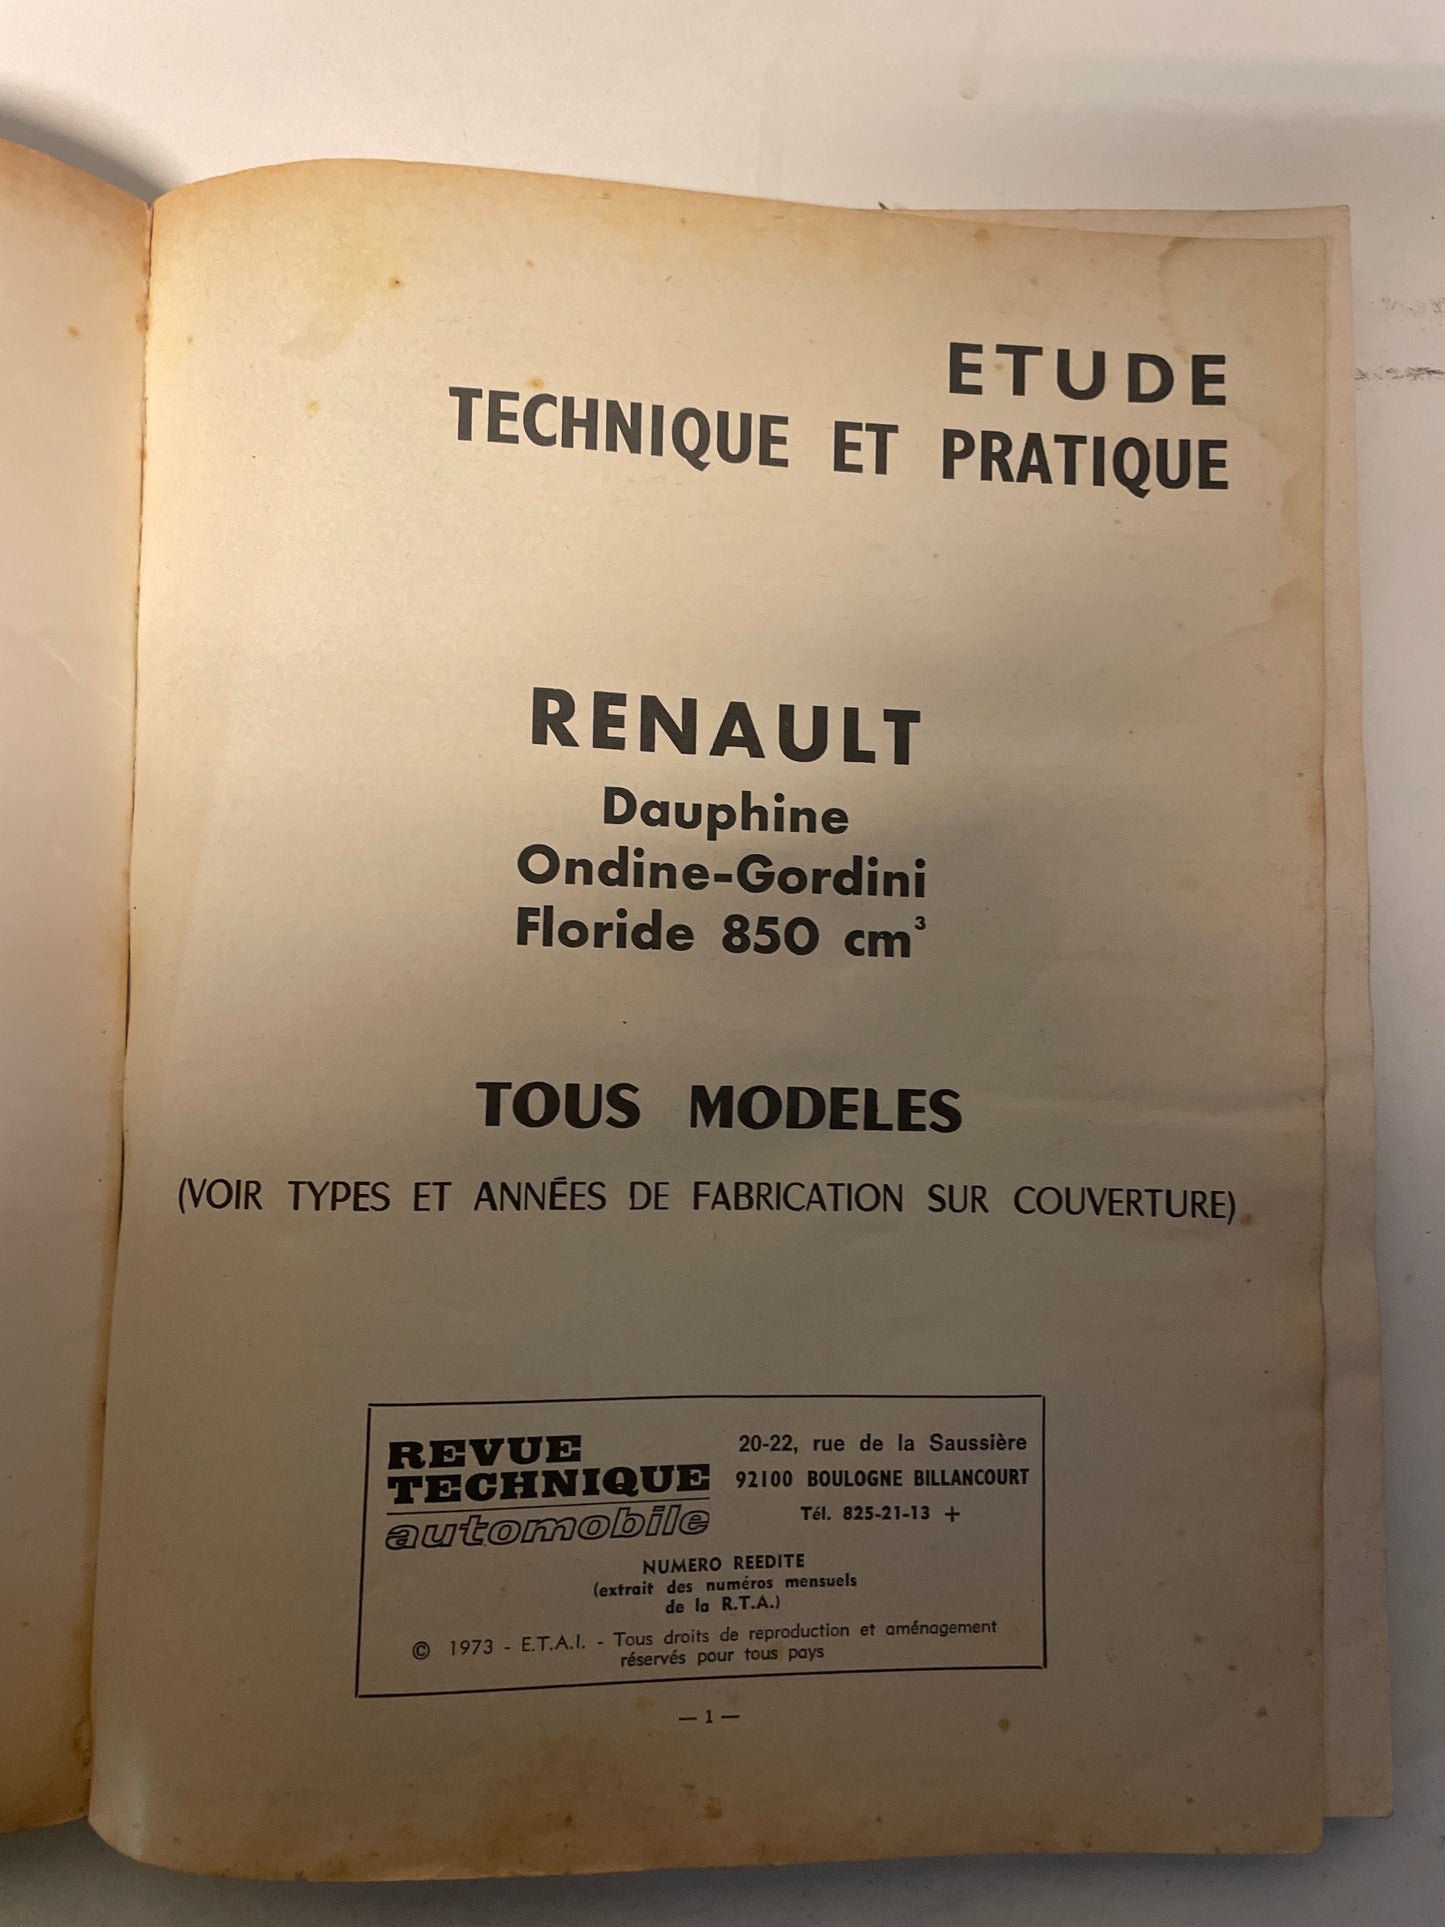 ETUDE
TECHNIQUE ET PRATIQUE
RENAULT
Dauphine
Ondine-Gordini
Floride 850 cm³
TOUS MODELES
(VOIR TYPES ET ANNÉES DE FABRICATION SUR COUVERTURE)
REVUE
TECHNIQUE
automobile
20-22, rue de la Saussière
92100 BOULOGNE BILLANCOURT
Tél. 825-21-13 +
NUMERO REEDITE
(extrait des numéros mensuels
de la R.T.A.)
© 1973 - E.T.A.I. - Tous droits de reproduction et aménagement
réservés pour tous pays
— 1 —